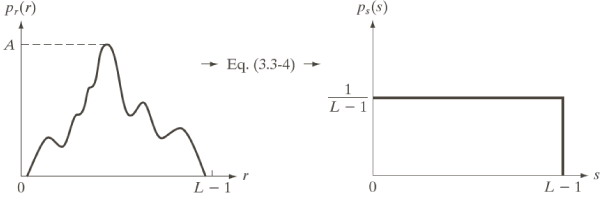 p_r(r)
A
0
L − 1
r
Eq. (3.3-4)
p_s(s)
1
L − 1
0
L − 1
s